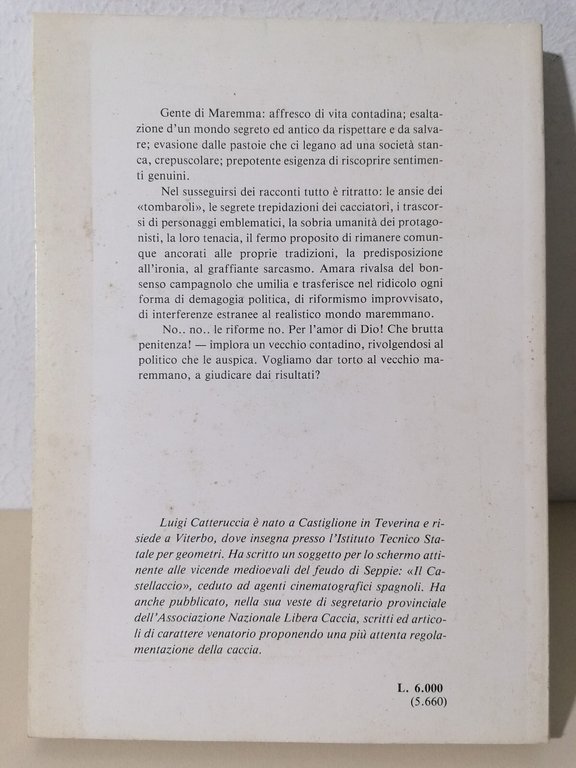 Gente di Maremma: affresco di vita contadina; esalta-
zione d'un mondo segreto ed antico da rispettare e da salva-
re; evasione dalle pastoie che ci legano ad una società stan-
ca, crepuscolare; prepotente esigenza di riscoprire sentimen-
ti genuini.
Nel susseguirsi dei racconti tutto è ritratto: le ansie dei
«tombaroli», le segrete trepidazioni dei cacciatori, i trascor-
si di personaggi emblematici, la sobria umanità dei protago-
nisti, la loro tenacia, il fermo proposito di rimanere comun-
que ancorati alle proprie tradizioni, la predisposizione
all'ironia, al graffiante sarcasmo. Amara rivalsa del bon-
senso campagnolo che umilia e trasferisce nel ridicolo ogni
forma di demagogia politica, di riformismo improvvisato,
di interferenze estranee al realistico mondo maremmano.
No.. no.. le riforme no. Per l'amor di Dio! Che brutta
penitenza! — implora un vecchio contadino, rivolgendosi al
politico che le auspica. Vogliamo dar torto al vecchio ma-
remmano, a giudicare dai risultati?
Luigi Catteruccia è nato a Castiglione in Teverina e ri-
siede a Viterbo, dove insegna presso l'Istituto Tecnico Sta-
tale per geometri. Ha scritto un soggetto per lo schermo atti-
nente alle vicende medioevali del feudo di Seppie: «Il Ca-
stellaccio», ceduto ad agenti cinematografici spagnoli. Ha
anche pubblicato, nella sua veste di segretario provinciale
dell'Associazione Nazionale Libera Caccia, scritti ed artico-
li di carattere venatorio proponendo una più attenta regola-
mentazione della caccia.
L. 6.000
(5.660)